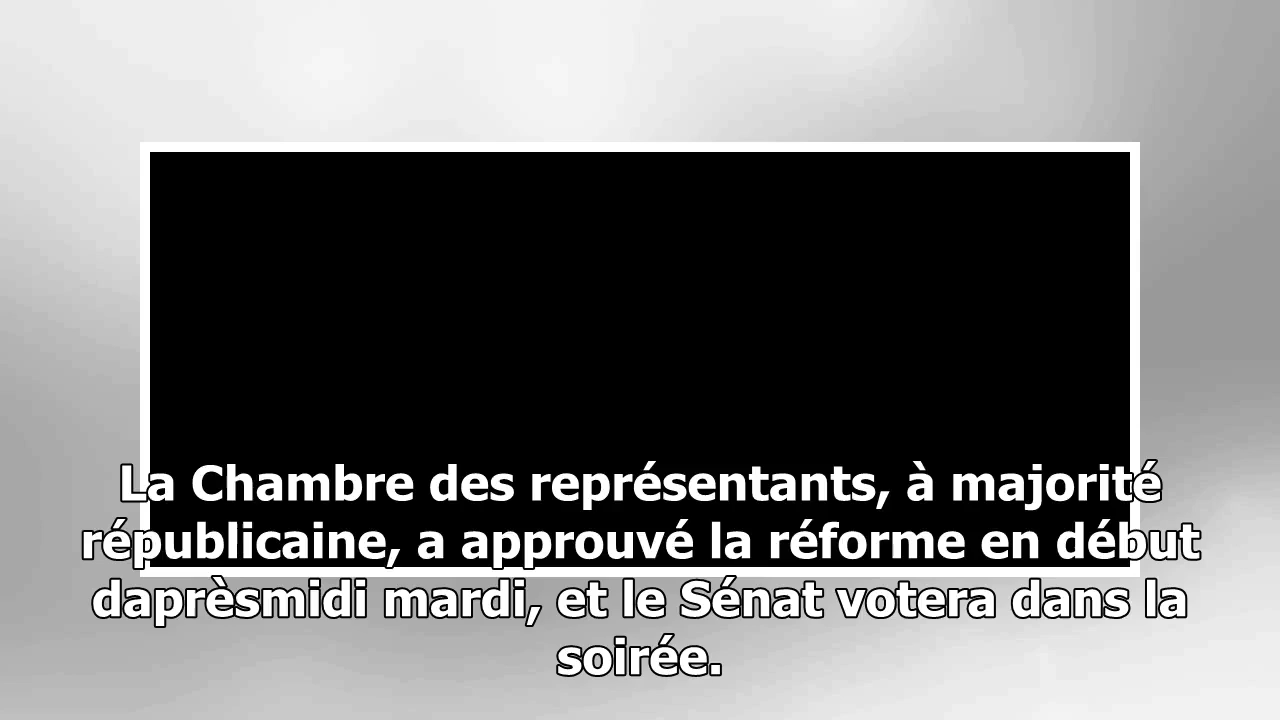 La Chambre des représentants, à majorité
républicaine, a approuvé la réforme en début
daprèsmidi mardi, et le Sénat votera dans la
soirée.